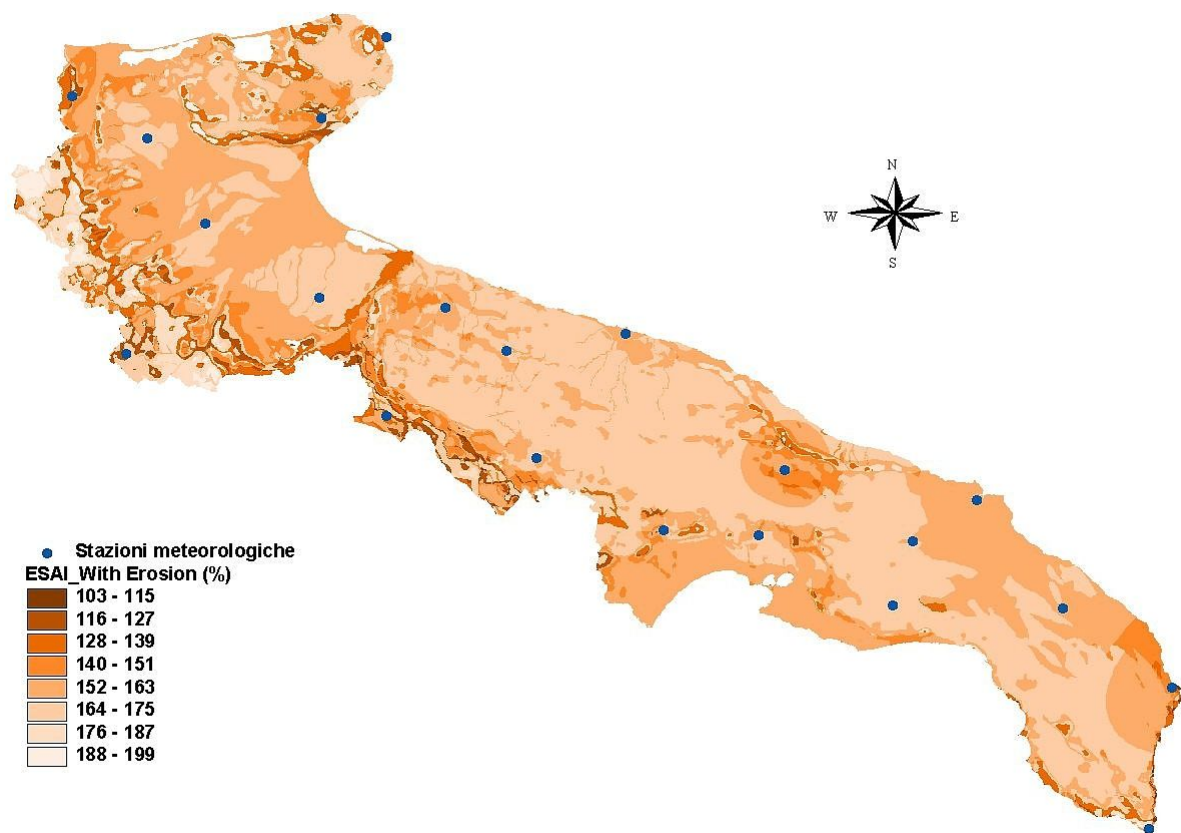 N
W E
S
Stazioni meteorologiche
ESAI_With Erosion (%)
103 - 115
116 - 127
128 - 139
140 - 151
152 - 163
164 - 175
176 - 187
188 - 199